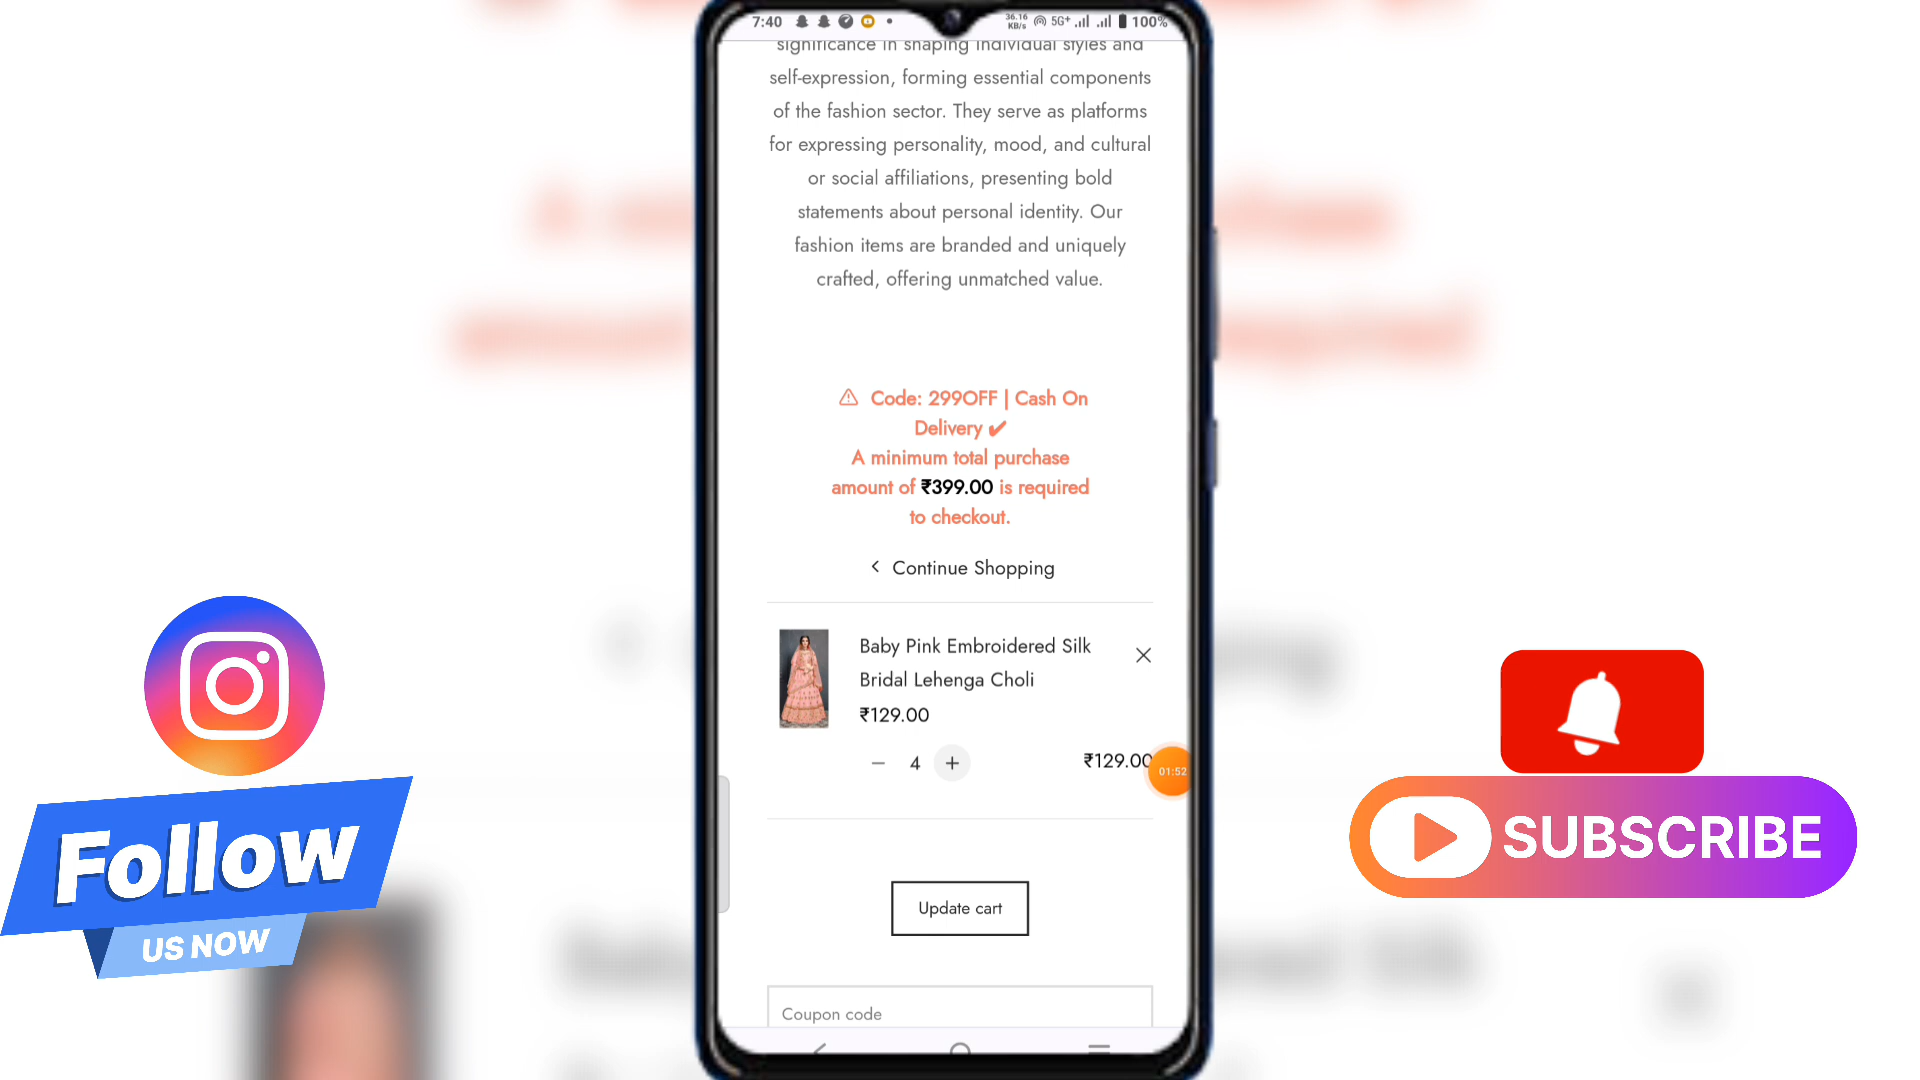 7:40
36.16
KB/s
5G+
100%
significance in shaping individual styles and
self-expression, forming essential components
of the fashion sector. They serve as platforms
for expressing personality, mood, and cultural
or social affiliations, presenting bold
statements about personal identity. Our
fashion items are branded and uniquely
crafted, offering unmatched value.
Code: 299OFF | Cash On
Delivery ✔
A minimum total purchase
amount of ₹399.00 is required
to checkout.
Continue Shopping
Baby Pink Embroidered Silk
Bridal Lehenga Choli
₹129.00
− 4 +
₹129.00
01:52
Update cart
Coupon code
Follow
US NOW
SUBSCRIBE